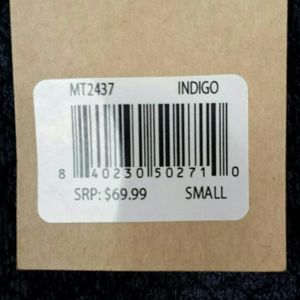 MT2437 INDIGO
8 40230 50271 0
SRP: $69.99 SMALL